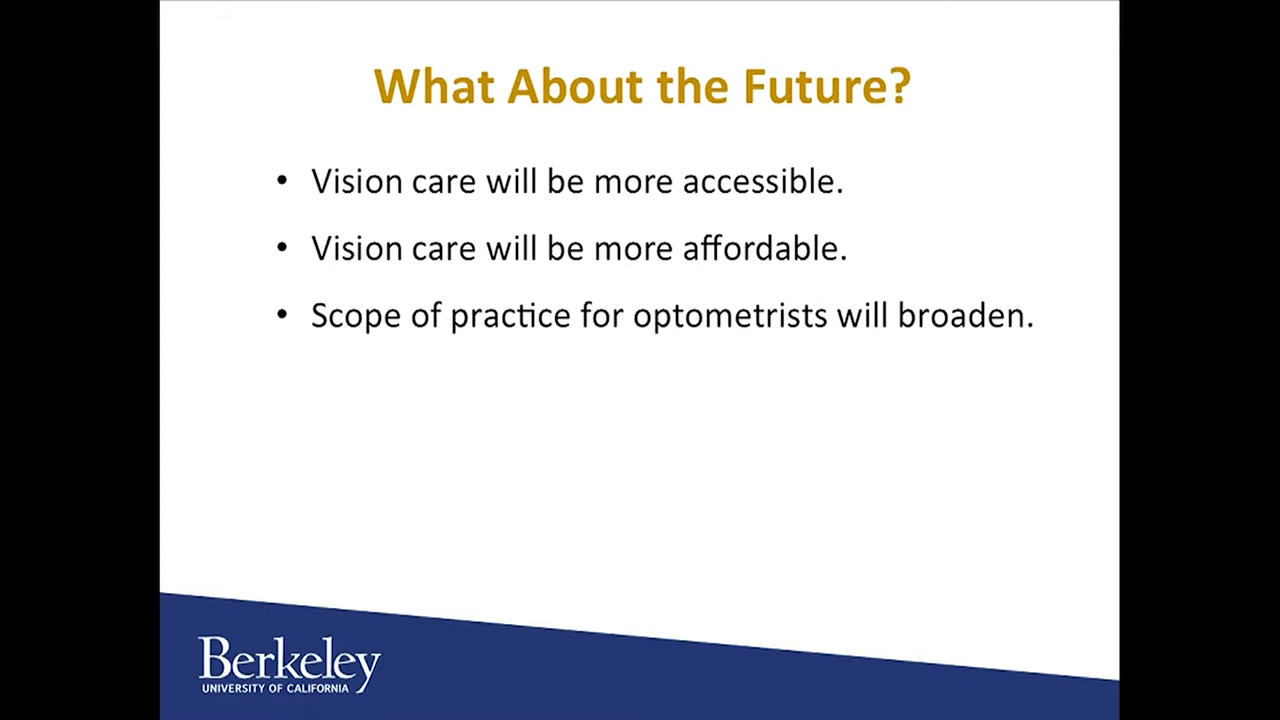 What About the Future?
• Vision care will be more accessible.
• Vision care will be more affordable.
• Scope of practice for optometrists will broaden.
Berkeley
UNIVERSITY OF CALIFORNIA